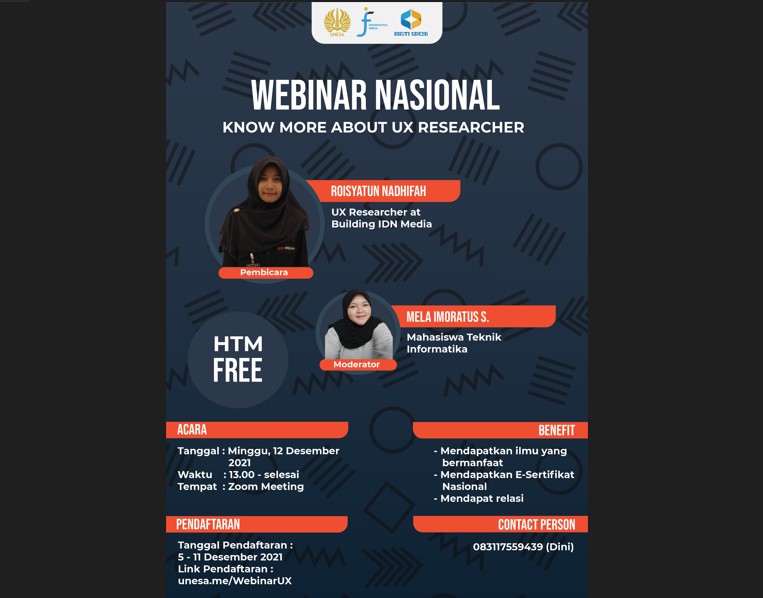 UNESA
WEBINAR NASIONAL
KNOW MORE ABOUT UX RESEARCHER
ROISYATUN NADHIFAH
UX Researcher at
Building IDN Media
Pembicara
MELA IMORATUS S.
Mahasiswa Teknik
Informatika
Moderator
HTM
FREE
ACARA
Tanggal : Minggu, 12 Desember
2021
Waktu : 13.00 - selesai
Tempat : Zoom Meeting
BENEFIT
- Mendapatkan ilmu yang
bermanfaat
- Mendapatkan E-Sertifikat
Nasional
- Mendapat relasi
PENDAFTARAN
Tanggal Pendaftaran :
5 - 11 Desember 2021
Link Pendaftaran :
unesa.me/WebinarUX
CONTACT PERSON
083117559439 (Dini)